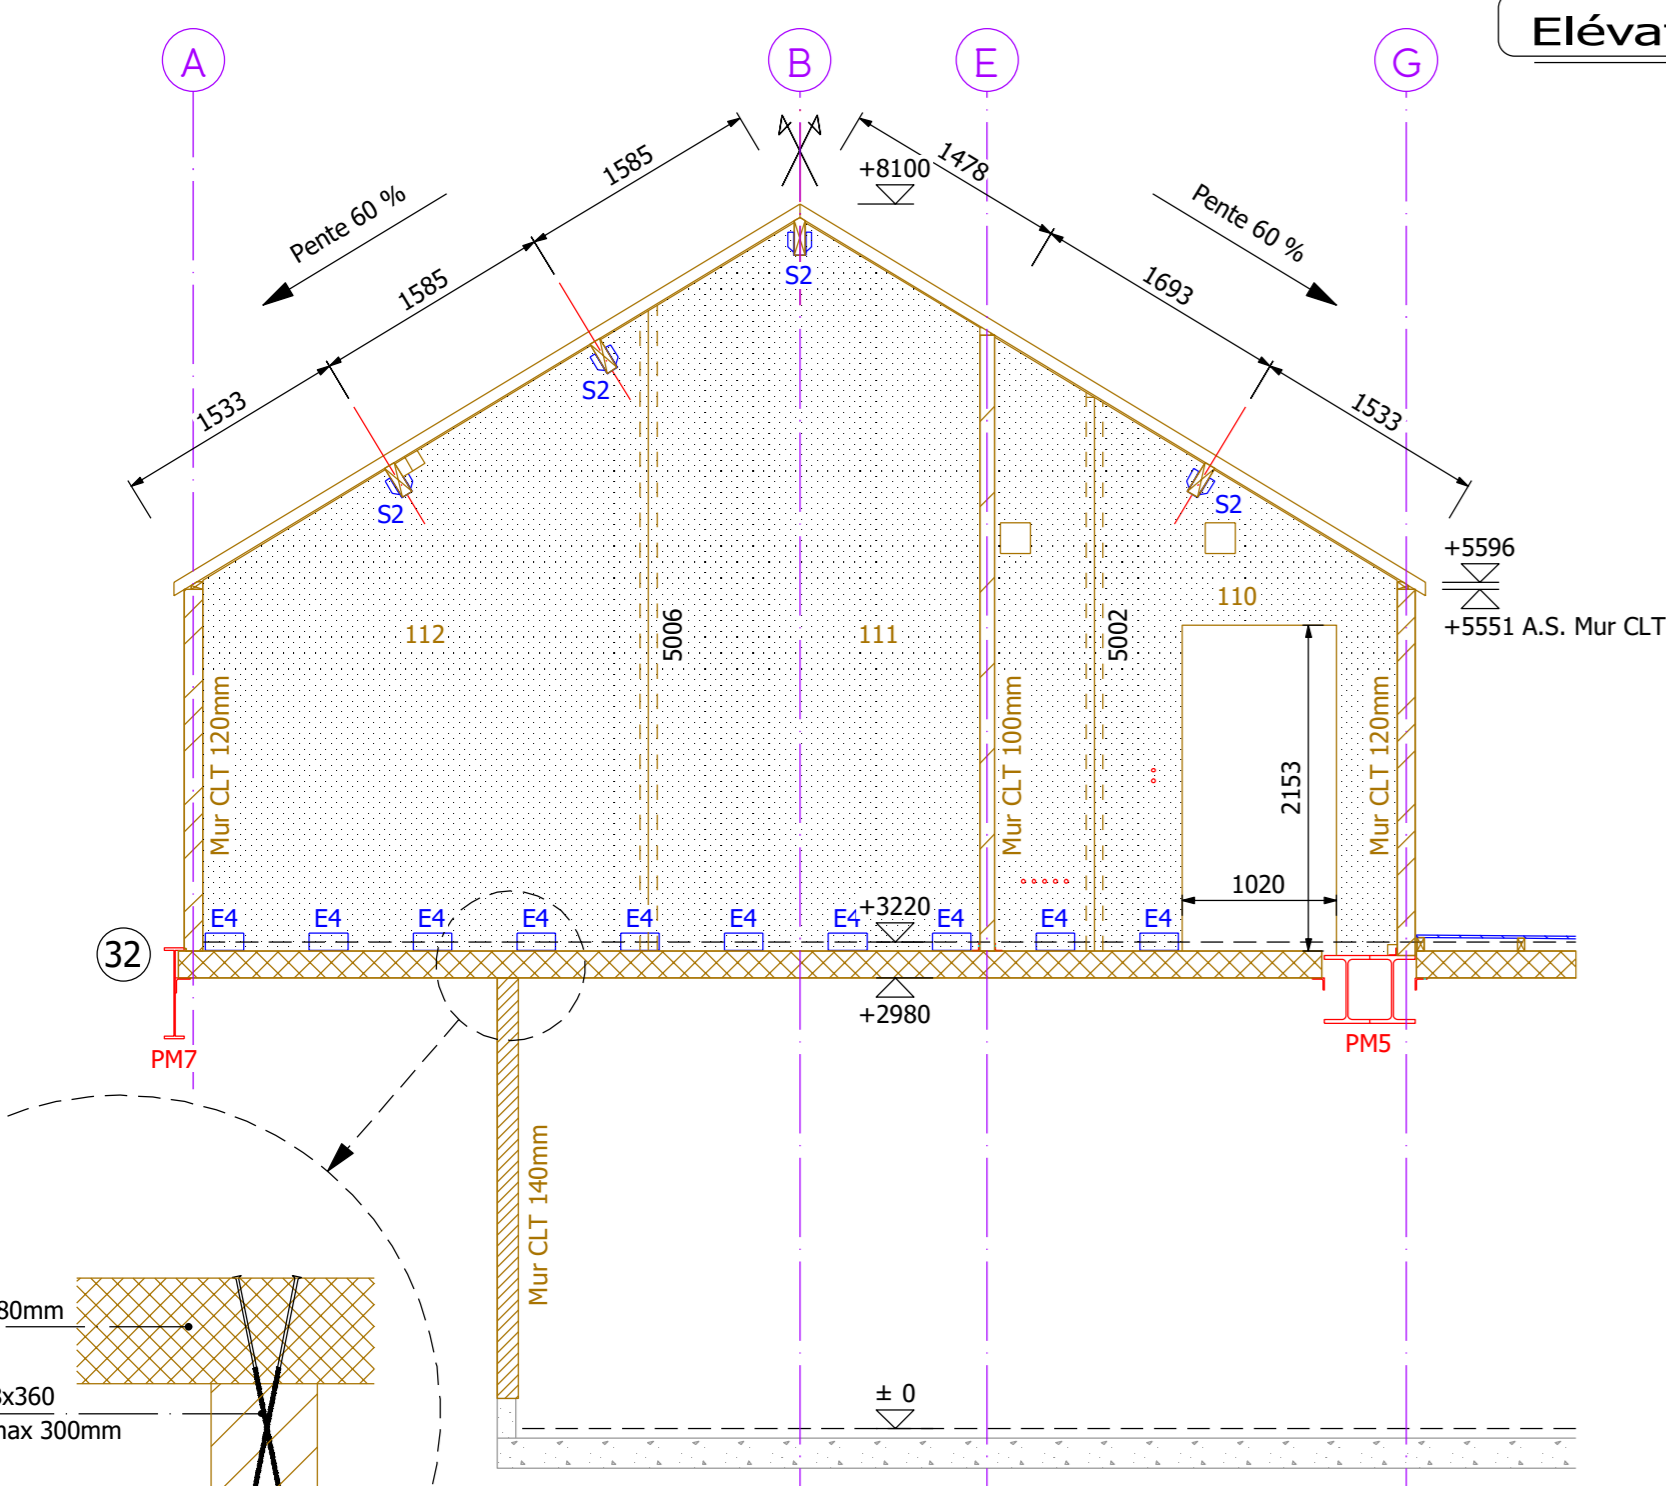 Eléva
A
B
E
G
1585
1478
+8100
Pente 60 %
Pente 60 %
1585
1693
S2
1533
S2
1533
S2
S2
+5596
+5551 A.S. Mur CLT
112
5006
111
5002
110
Mur CLT 120mm
Mur CLT 100mm
Mur CLT 120mm
2153
1020
+3220
E4
E4
E4
E4
E4
E4
E4
E4
E4
E4
32
+2980
PM7
PM5
Mur CLT 140mm
80mm
x360
max 300mm
± 0